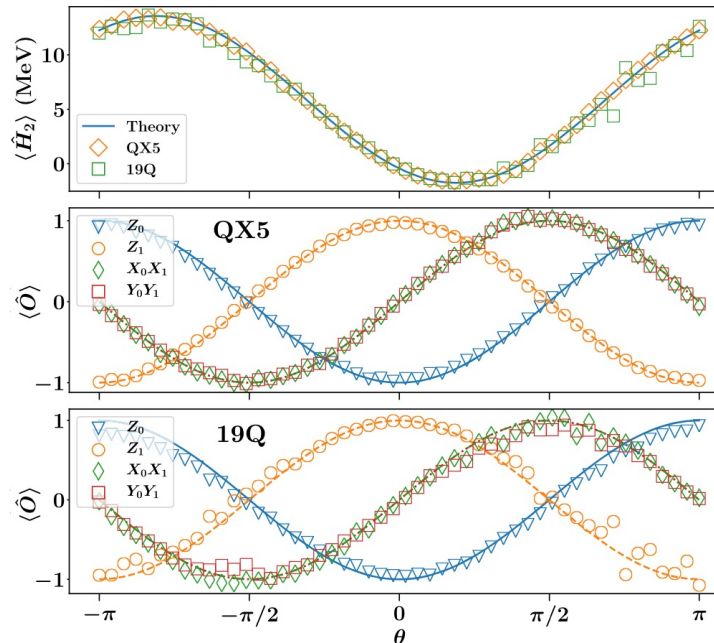 ⟨Ĥ₂⟩ (MeV)
10
5
0
Theory
QX5
19Q
⟨Ô⟩
1
0
−1
QX5
Z₀
Z₁
X₀X₁
Y₀Y₁
⟨Ô⟩
1
0
−1
19Q
Z₀
Z₁
X₀X₁
Y₀Y₁
−π −π/2 0 π/2 π
θ